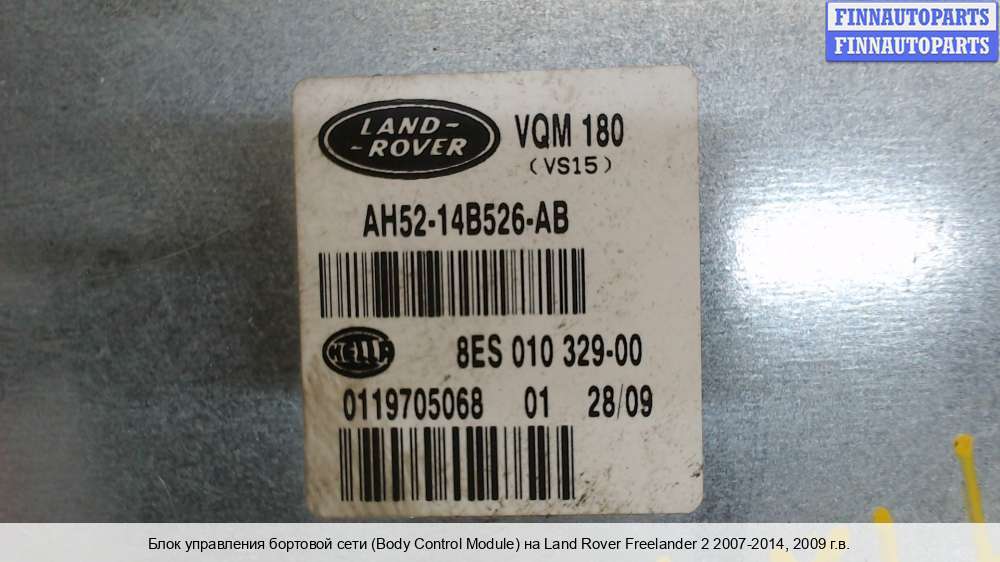 FINNAUTOPARTS
FINNAUTOPARTS
LAND-
-ROVER
VQM 180
(VS15)
AH52-14B526-AB
HELLA
8ES 010 329-00
0119705068 01 28/09
Блок управления бортовой сети (Body Control Module) на Land Rover Freelander 2 2007-2014, 2009 г.в.